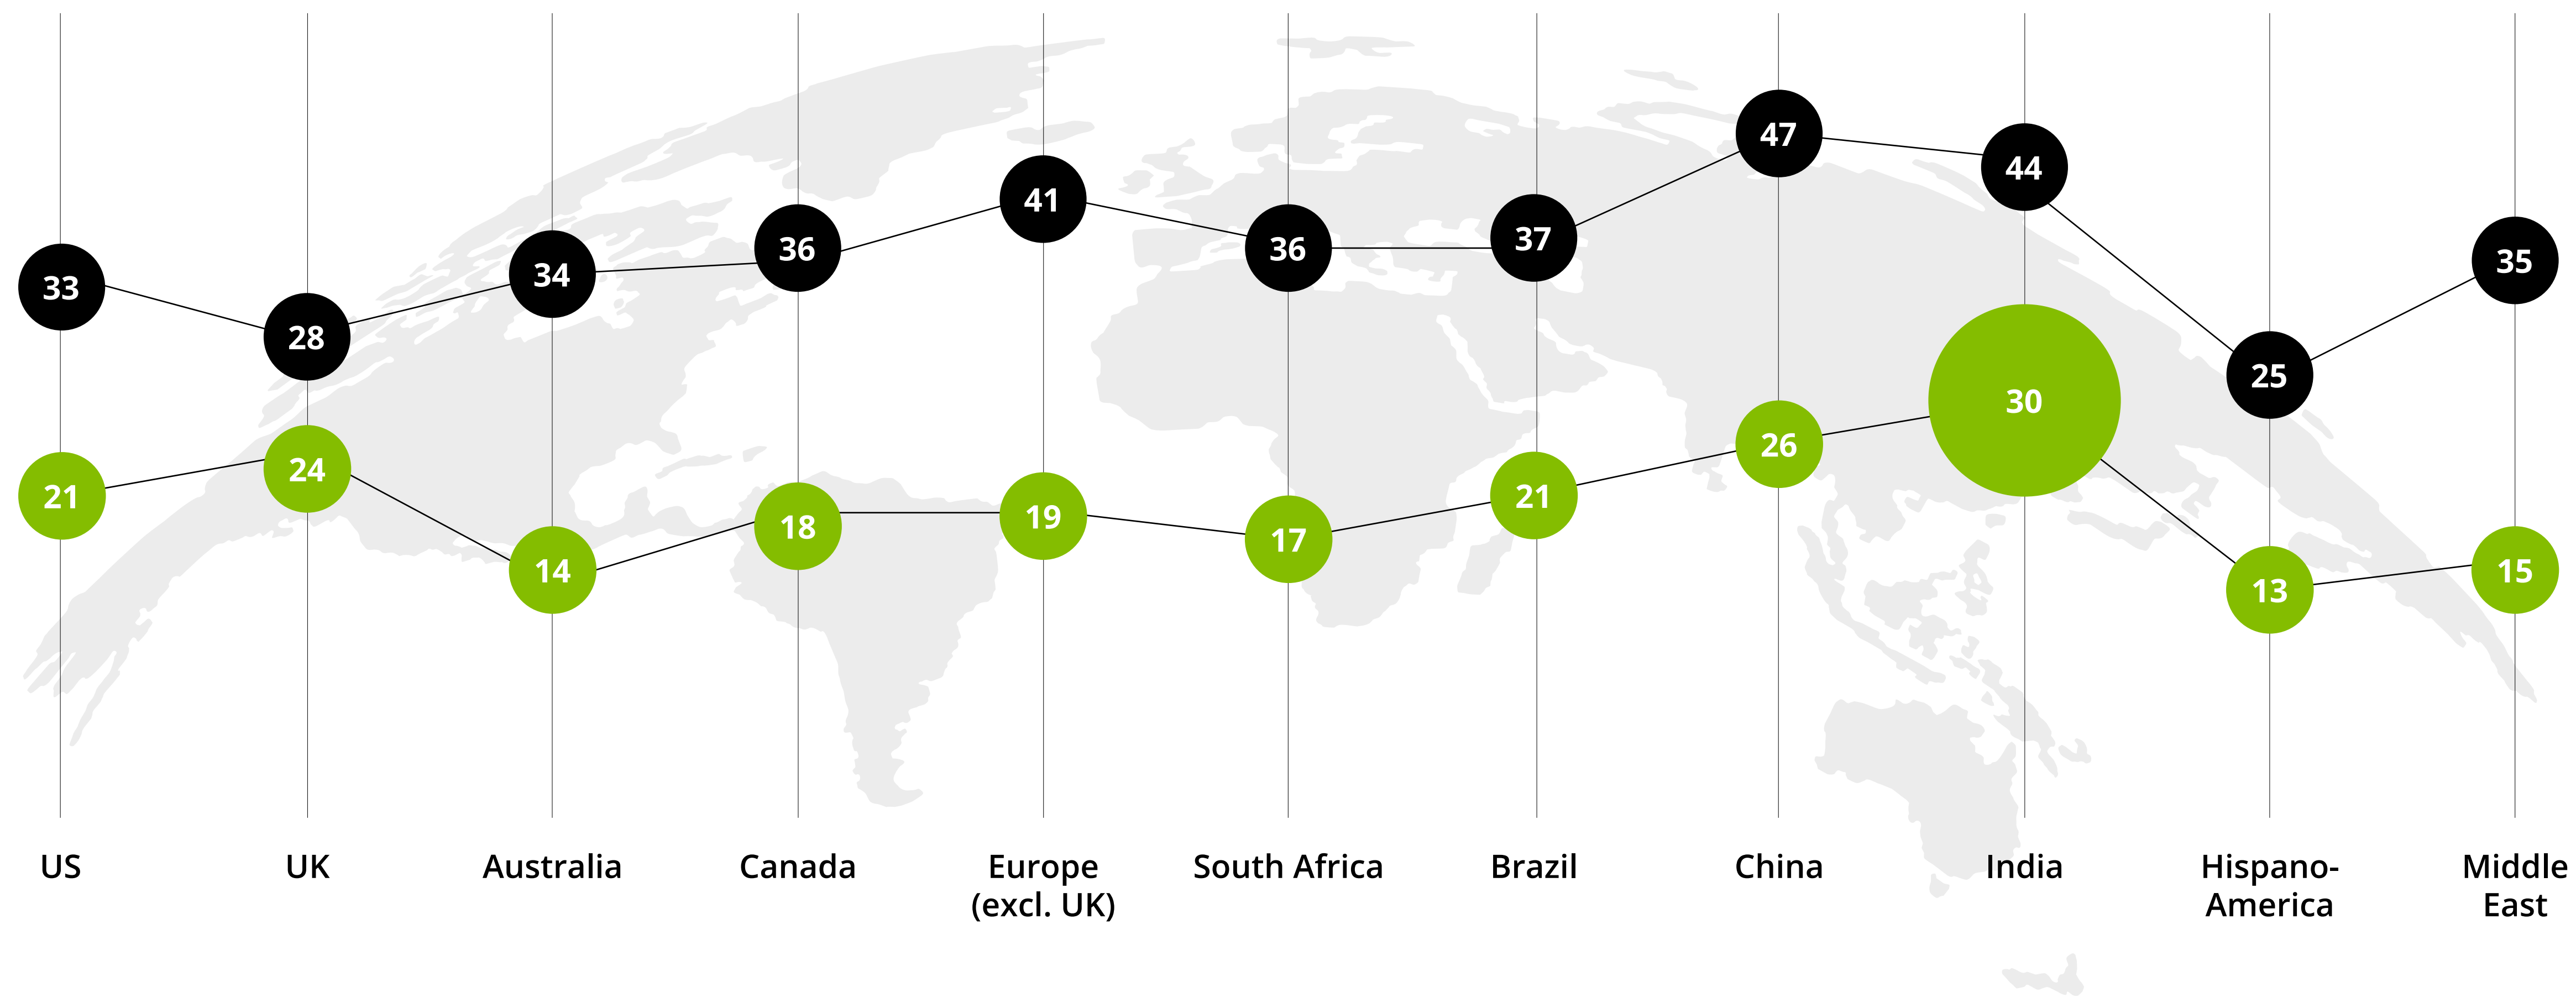 33
28
34
36
41
36
37
47
44
25
35
21
24
14
18
19
17
21
26
30
13
15
US
UK
Australia
Canada
Europe
(excl. UK)
South Africa
Brazil
China
India
Hispano-
America
Middle
East